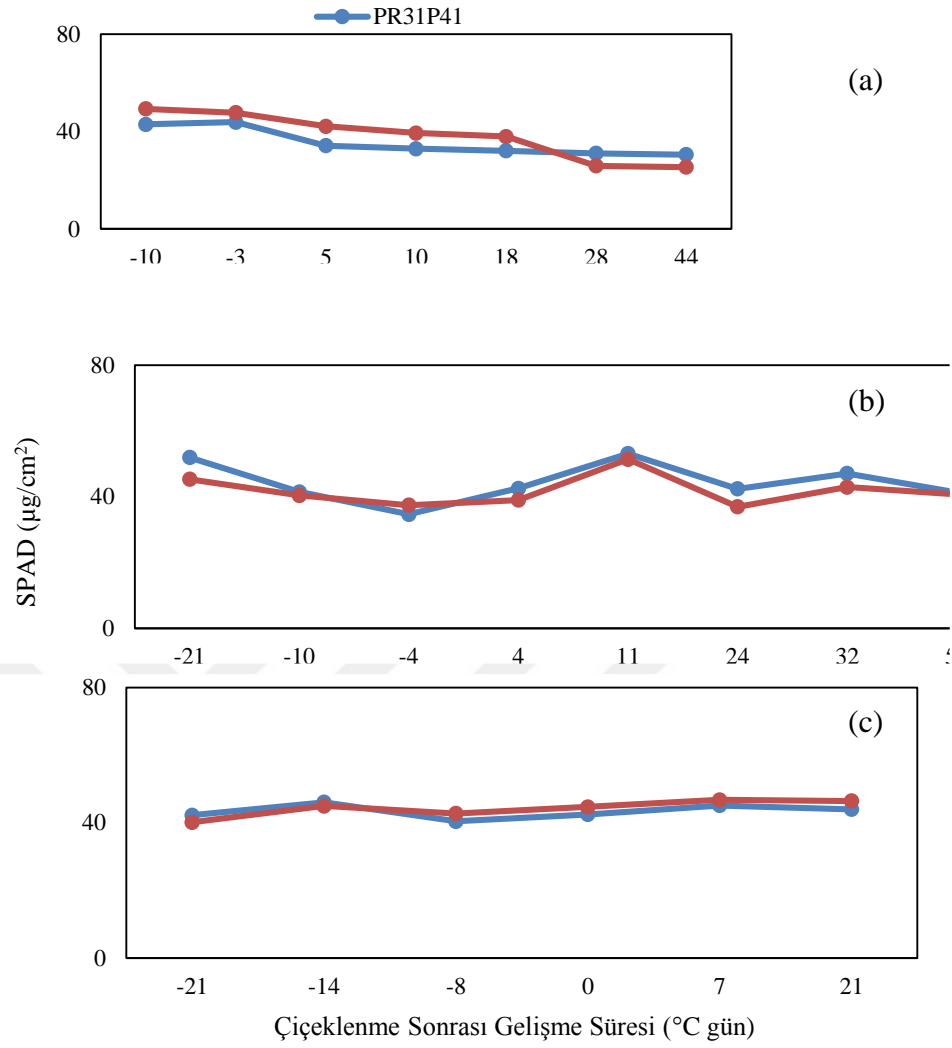 PR31P41
80
(a)
40
0
-10 -3 5 10 18 28 44
80
(b)
40
0
-21 -10 -4 4 11 24 32
SPAD (µg/cm²)
80
(c)
40
0
-21 -14 -8 0 7 21
Çiçeklenme Sonrası Gelişme Süresi (°C gün)